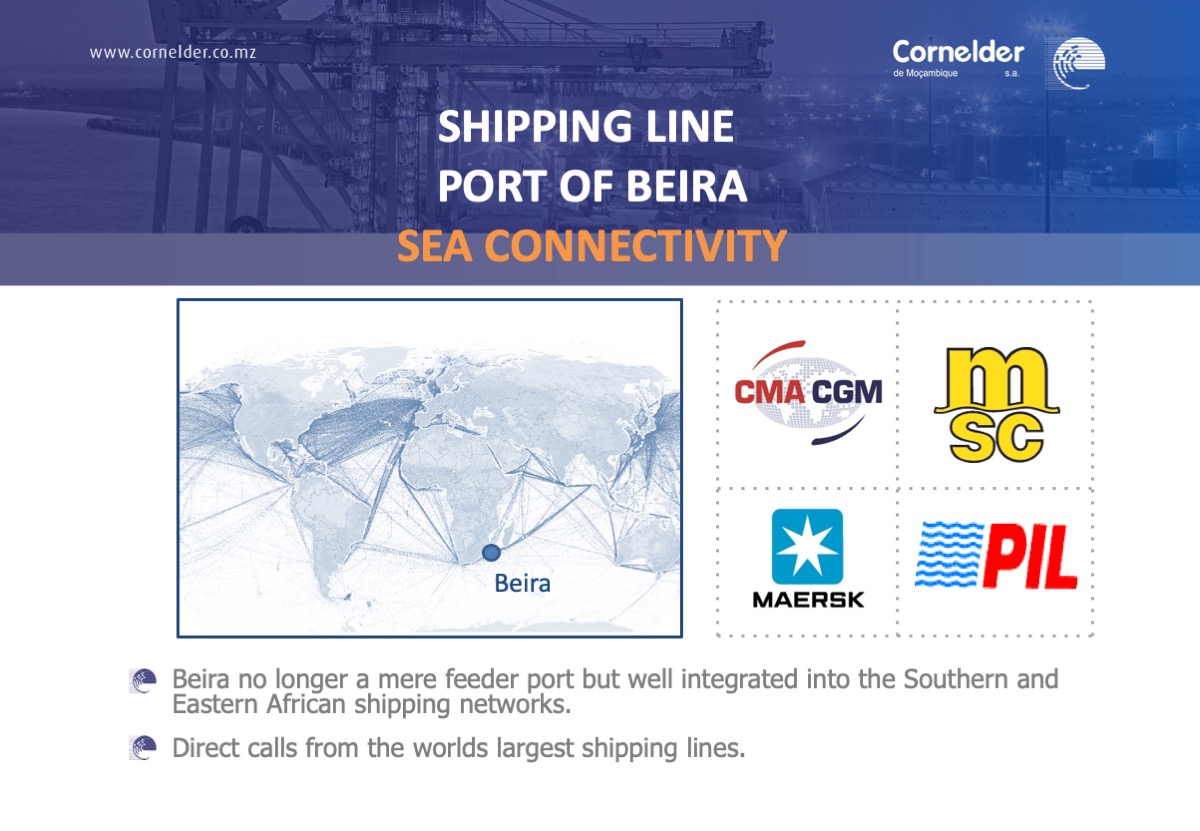 www.cornelder.co.mz
Cornelder
de Moçambique s.a.
SHIPPING LINE
PORT OF BEIRA
SEA CONNECTIVITY
Beira
CMA CGM
msc
MAERSK
PIL
Beira no longer a mere feeder port but well integrated into the Southern and
Eastern African shipping networks.
Direct calls from the worlds largest shipping lines.